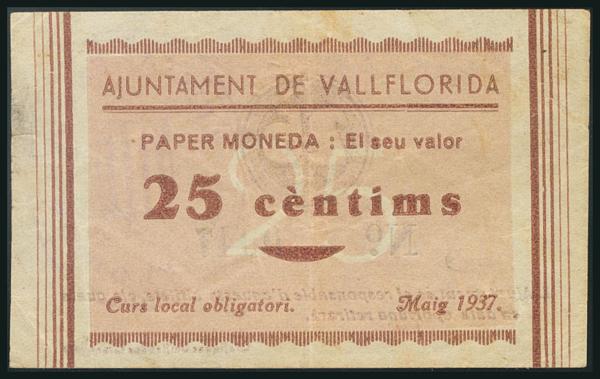 AJUNTAMENT DE VALLFLORIDA
PAPER MONEDA : El seu valor
25 cèntims
Curs local obligatori. Maig 1937.